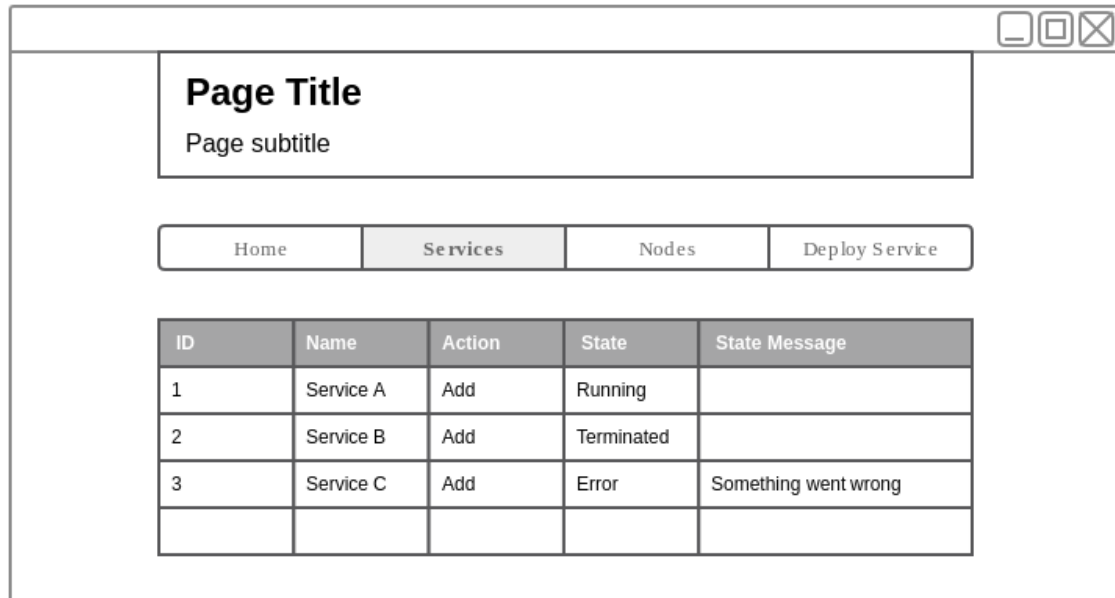 Page Title
Page subtitle
Home Services Nodes Deploy Service
ID Name Action State State Message
1 Service A Add Running
2 Service B Add Terminated
3 Service C Add Error Something went wrong